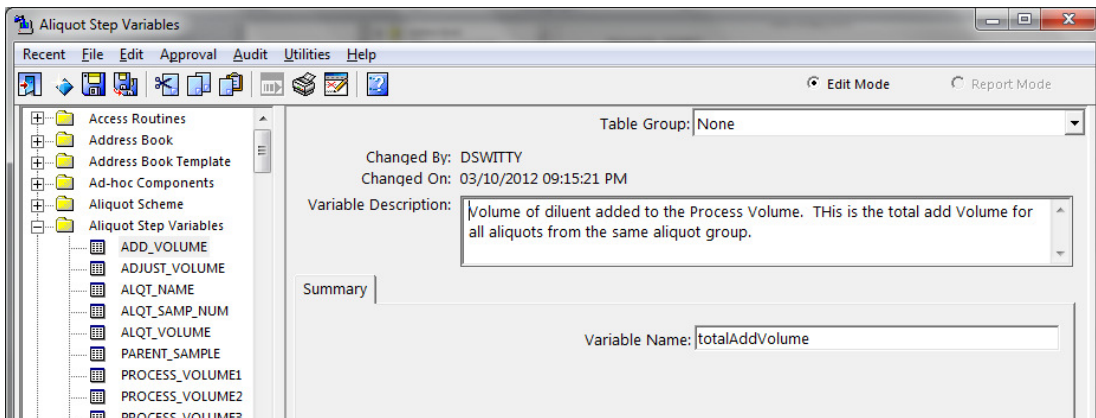 Aliquot Step Variables
Recent File Edit Approval Audit Utilities Help
Edit Mode Report Mode
Access Routines
Address Book
Address Book Template
Ad-hoc Components
Aliquot Scheme
Aliquot Step Variables
ADD_VOLUME
ADJUST_VOLUME
ALQT_NAME
ALQT_SAMP_NUM
ALQT_VOLUME
PARENT_SAMPLE
PROCESS_VOLUME1
PROCESS_VOLUME2
PROCESS_VOLUME3
Table Group: None
Changed By: DSWITTY
Changed On: 03/10/2012 09:15:21 PM
Variable Description: Volume of diluent added to the Process Volume. THis is the total add Volume for
all aliquots from the same aliquot group.
Summary
Variable Name: totalAddVolume